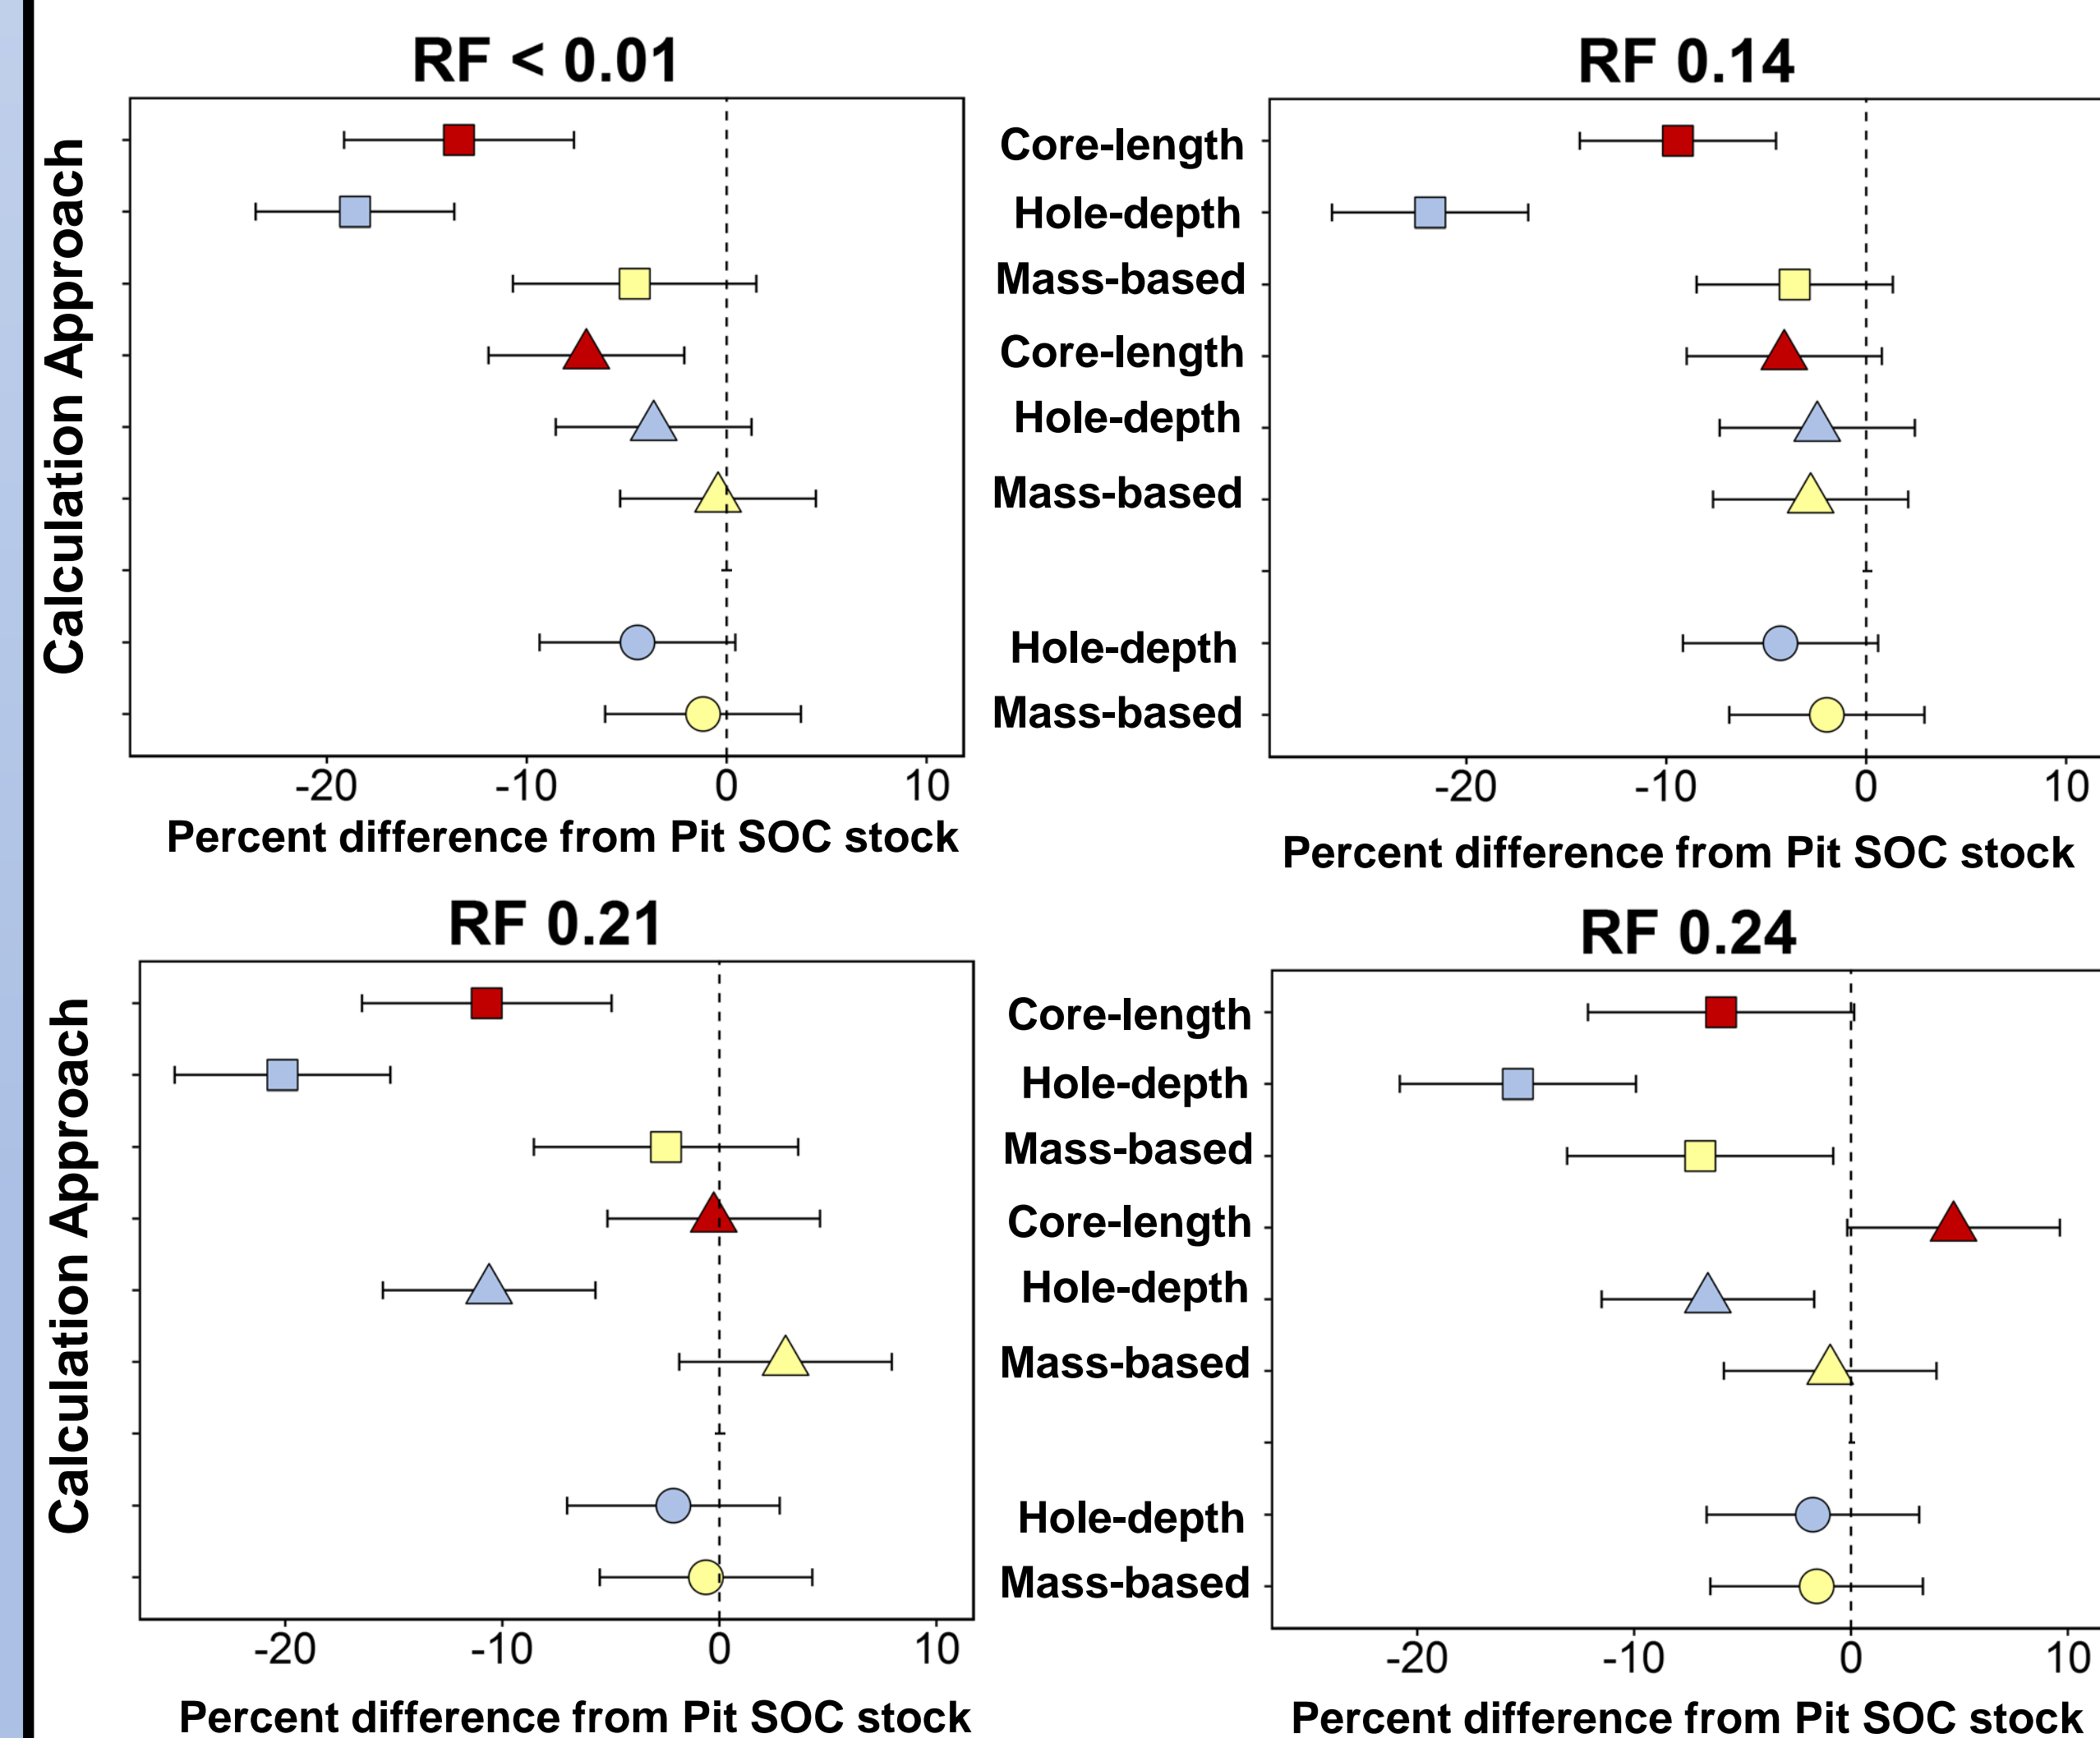 RF < 0.01
RF 0.14
Calculation Approach
Core-length
Hole-depth
Mass-based
Core-length
Hole-depth
Mass-based
Hole-depth
Mass-based
-20 -10 0 10
-20 -10 0 10
Percent difference from Pit SOC stock
Percent difference from Pit SOC stock
RF 0.21
RF 0.24
Calculation Approach
Core-length
Hole-depth
Mass-based
Core-length
Hole-depth
Mass-based
Hole-depth
Mass-based
-20 -10 0 10
-20 -10 0 10
Percent difference from Pit SOC stock
Percent difference from Pit SOC stock